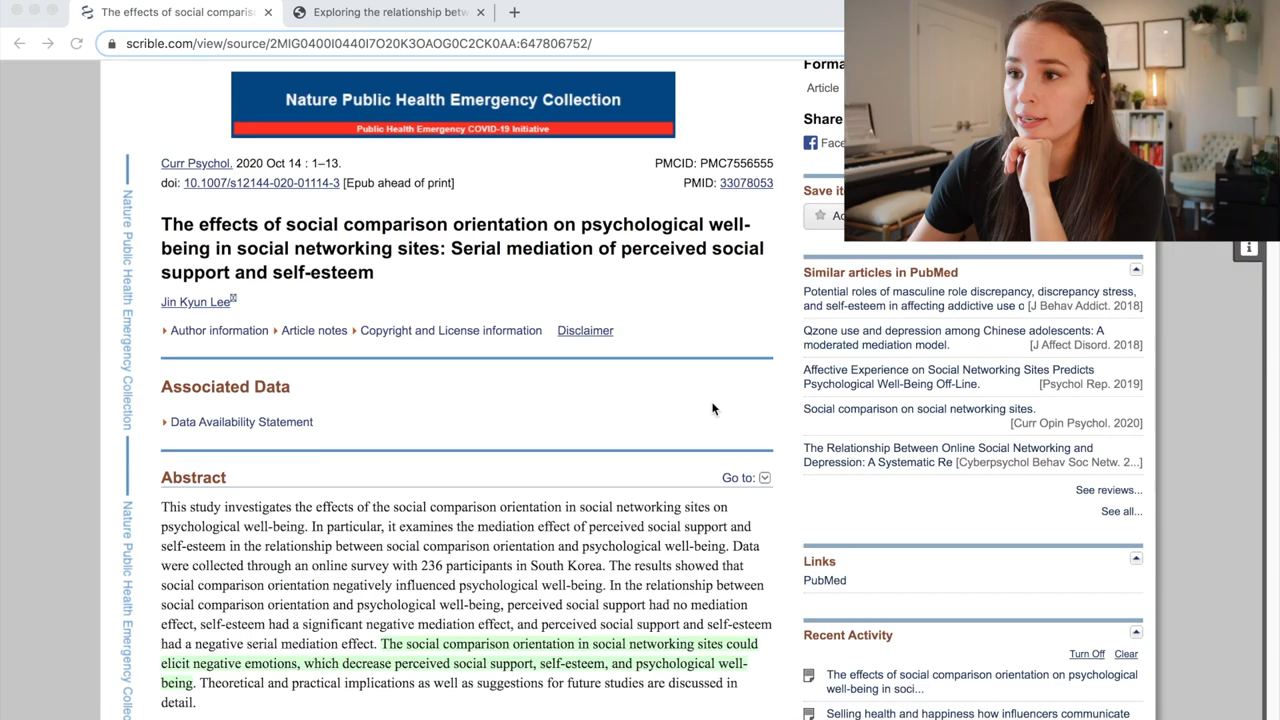 The effects of social comparis
Exploring the relationship betw
scrible.com/view/source/2MIG0400I0440I7O20K3OAOG0C2CK0AA:647806752/
Nature Public Health Emergency Collection
Public Health Emergency COVID-19 Initiative
Curr Psychol. 2020 Oct 14 : 1–13.
PMCID: PMC7556555
doi: 10.1007/s12144-020-01114-3 [Epub ahead of print]
PMID: 33078053
The effects of social comparison orientation on psychological well-
being in social networking sites: Serial mediation of perceived social
support and self-esteem
Jin Kyun Lee
Author information
Article notes
Copyright and License information
Disclaimer
Associated Data
Data Availability Statement
Abstract
Go to:
This study investigates the effects of the social comparison orientation in social networking sites on
psychological well-being. In particular, it examines the mediation effect of perceived social support and
self-esteem in the relationship between social comparison orientation and psychological well-being. Data
were collected through an online survey with 236 participants in South Korea. The results showed that
social comparison orientation negatively influenced psychological well-being. In the relationship between
social comparison orientation and psychological well-being, perceived social support had no mediation
effect, self-esteem had a significant negative mediation effect, and perceived social support and self-esteem
had a negative serial mediation effect. The social comparison orientation in social networking sites could
elicit negative emotions, which decrease perceived social support, self-esteem, and psychological well-
being. Theoretical and practical implications as well as suggestions for future studies are discussed in
detail.
Nature Public Health Emergency Collection
Nature Public Health Emergency Collec
Forma
Article
Share
Face
Save ite
Ad
Similar articles in PubMed
Potential roles of masculine role discrepancy, discrepancy stress,
and self-esteem in affecting addictive use o [J Behav Addict. 2018]
Qzone use and depression among Chinese adolescents: A
moderated mediation model. [J Affect Disord. 2018]
Affective Experience on Social Networking Sites Predicts
Psychological Well-Being Off-Line. [Psychol Rep. 2019]
Social comparison on social networking sites.
[Curr Opin Psychol. 2020]
The Relationship Between Online Social Networking and
Depression: A Systematic Re [Cyberpsychol Behav Soc Netw. 2...]
See reviews...
See all...
Links
PubMed
Recent Activity
Turn Off Clear
The effects of social comparison orientation on psychological
well-being in soci...
Selling health and happiness how influencers communicate